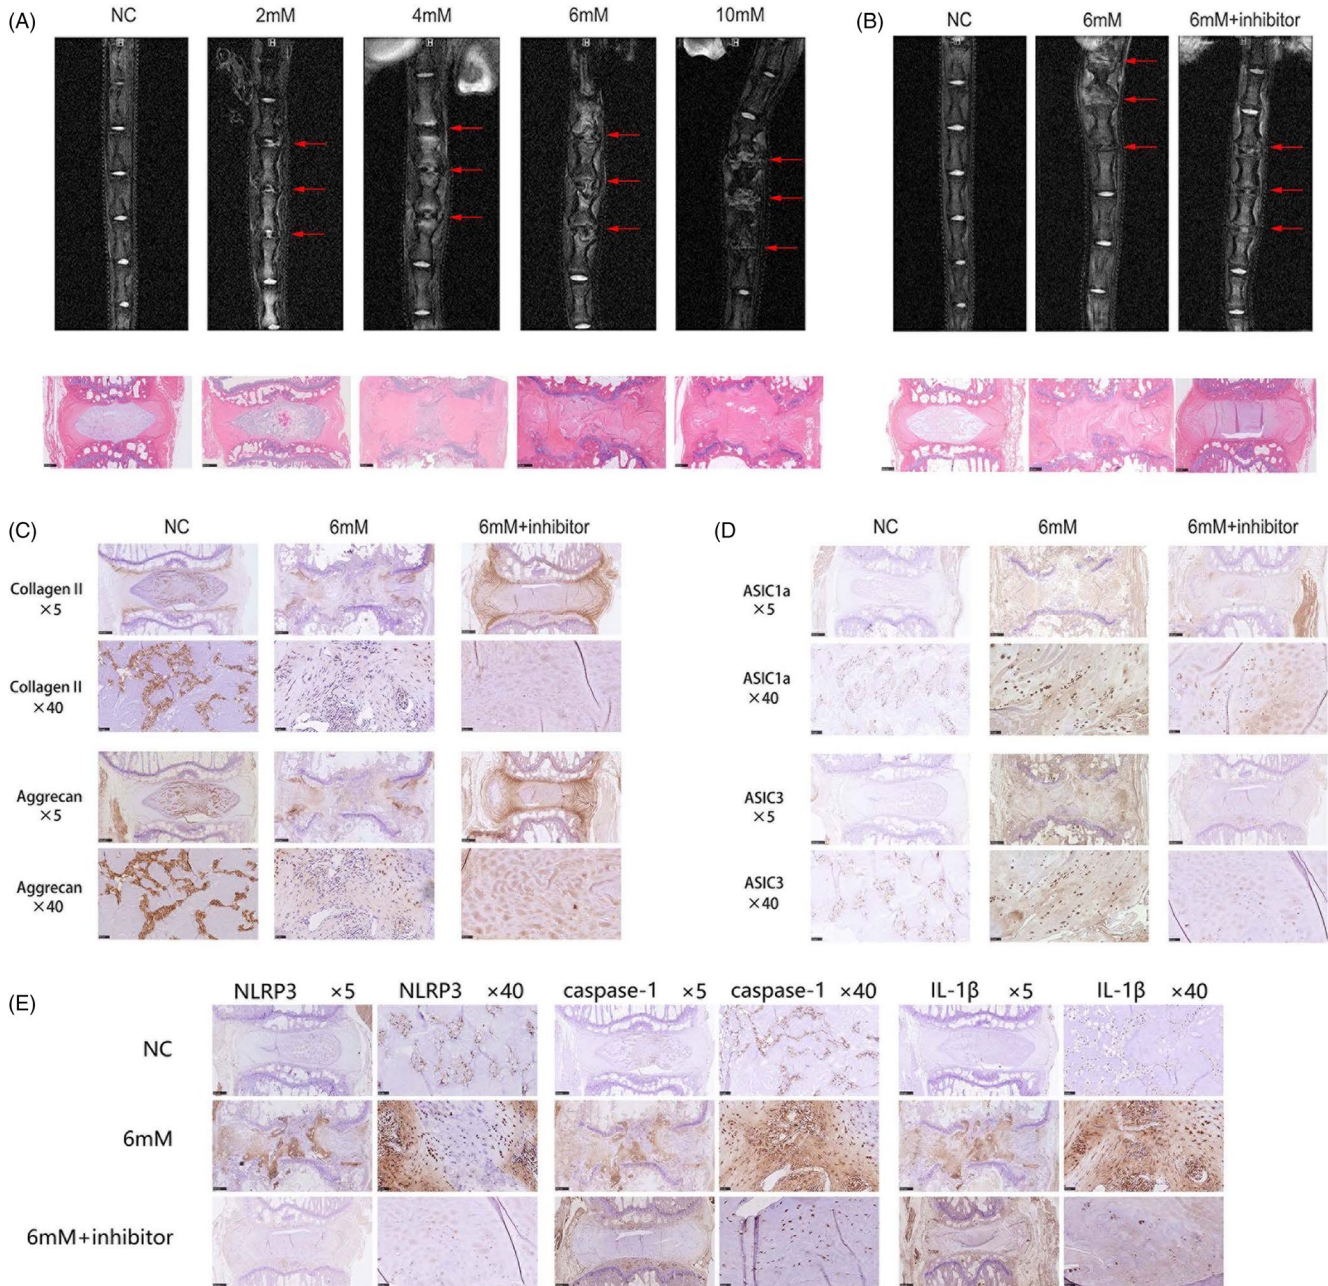 (A) NC 2mM 4mM 6mM 10mM (B) NC 6mM 6mM+inhibitor
(C) NC 6mM 6mM+inhibitor (D) NC 6mM 6mM+inhibitor
Collagen II
×5
ASIC1a
×5
Collagen II
×40
ASIC1a
×40
Aggrecan
×5
ASIC3
×5
Aggrecan
×40
ASIC3
×40
(E) NLRP3 ×5 NLRP3 ×40 caspase-1 ×5 caspase-1 ×40 IL-1β ×5 IL-1β ×40
NC
6mM
6mM+inhibitor